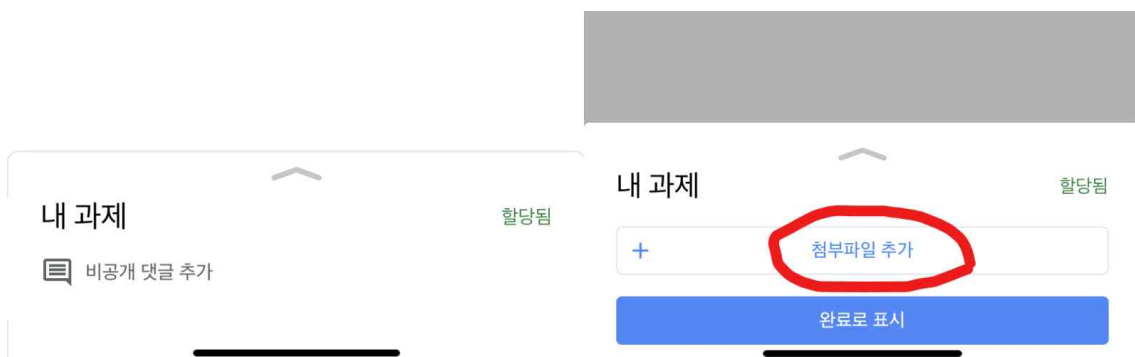 내 과제
할당됨
비공개 댓글 추가
내 과제
할당됨
+ 첨부파일 추가
완료로 표시